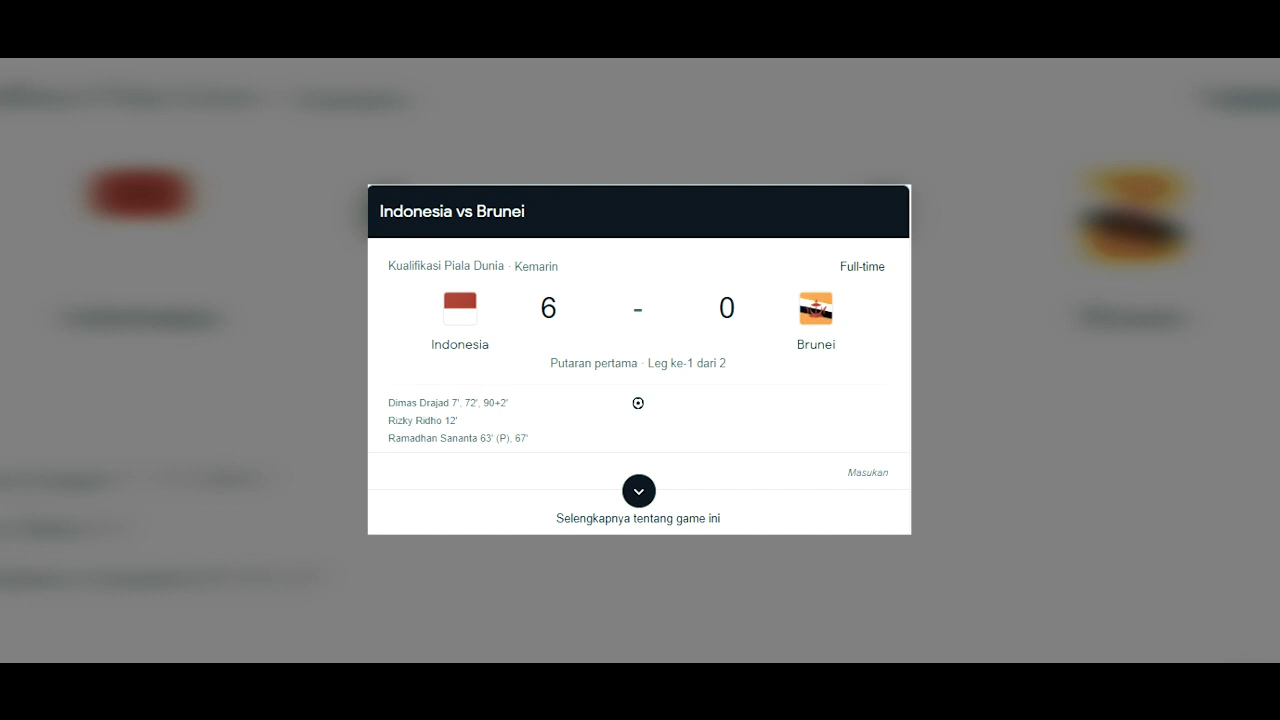 Indonesia vs Brunei
Kualifikasi Piala Dunia · Kemarin
Full-time
6 - 0
Indonesia
Brunei
Putaran pertama · Leg ke-1 dari 2
Dimas Drajad 7', 72', 90+2'
Rizky Ridho 12'
Ramadhan Sananta 63' (P), 67'
Masukan
Selengkapnya tentang game ini